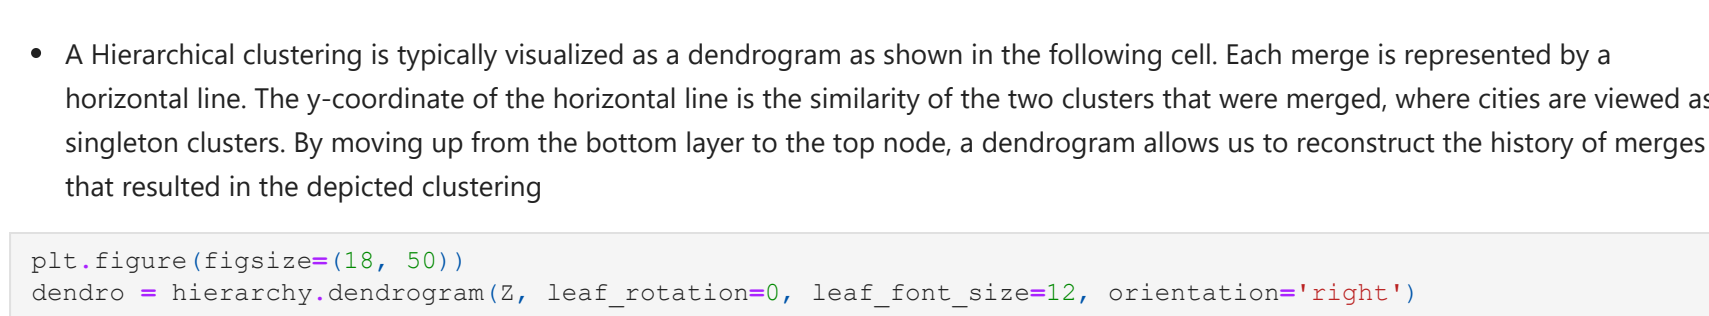 • A Hierarchical clustering is typically visualized as a dendrogram as shown in the following cell. Each merge is represented by a
horizontal line. The y-coordinate of the horizontal line is the similarity of the two clusters that were merged, where cities are viewed as
singleton clusters. By moving up from the bottom layer to the top node, a dendrogram allows us to reconstruct the history of merges
that resulted in the depicted clustering
plt.figure(figsize=(18, 50))
dendro = hierarchy.dendrogram(Z, leaf_rotation=0, leaf_font_size=12, orientation='right')